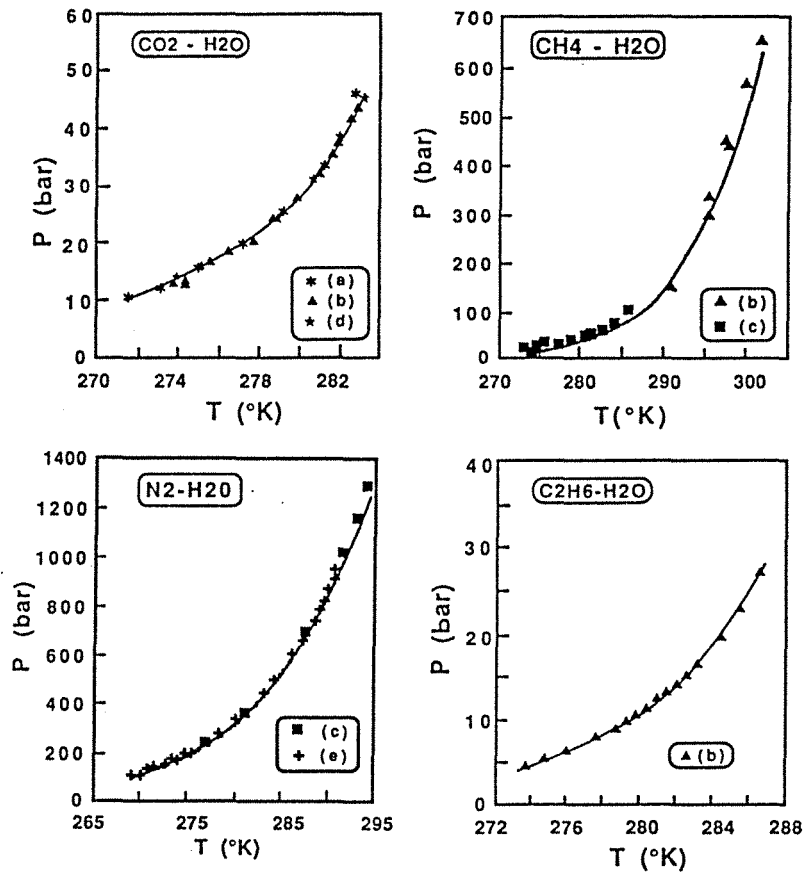 60
50
40
30
20
10
0
CO2 - H2O
P (bar)
✶ (a)
▲ (b)
★ (d)
270 274 278 282
T (°K)
700
600
500
400
300
200
100
0
CH4 - H2O
P (bar)
▲ (b)
■ (c)
270 280 290 300
T(°K)
1400
1200
1000
800
600
400
200
0
N2-H20
P (bar)
■ (c)
+ (e)
265 275 285 295
T (°K)
40
30
20
10
0
C2H6-H2O
P (bar)
▲ (b)
272 276 280 284 288
T (°K)